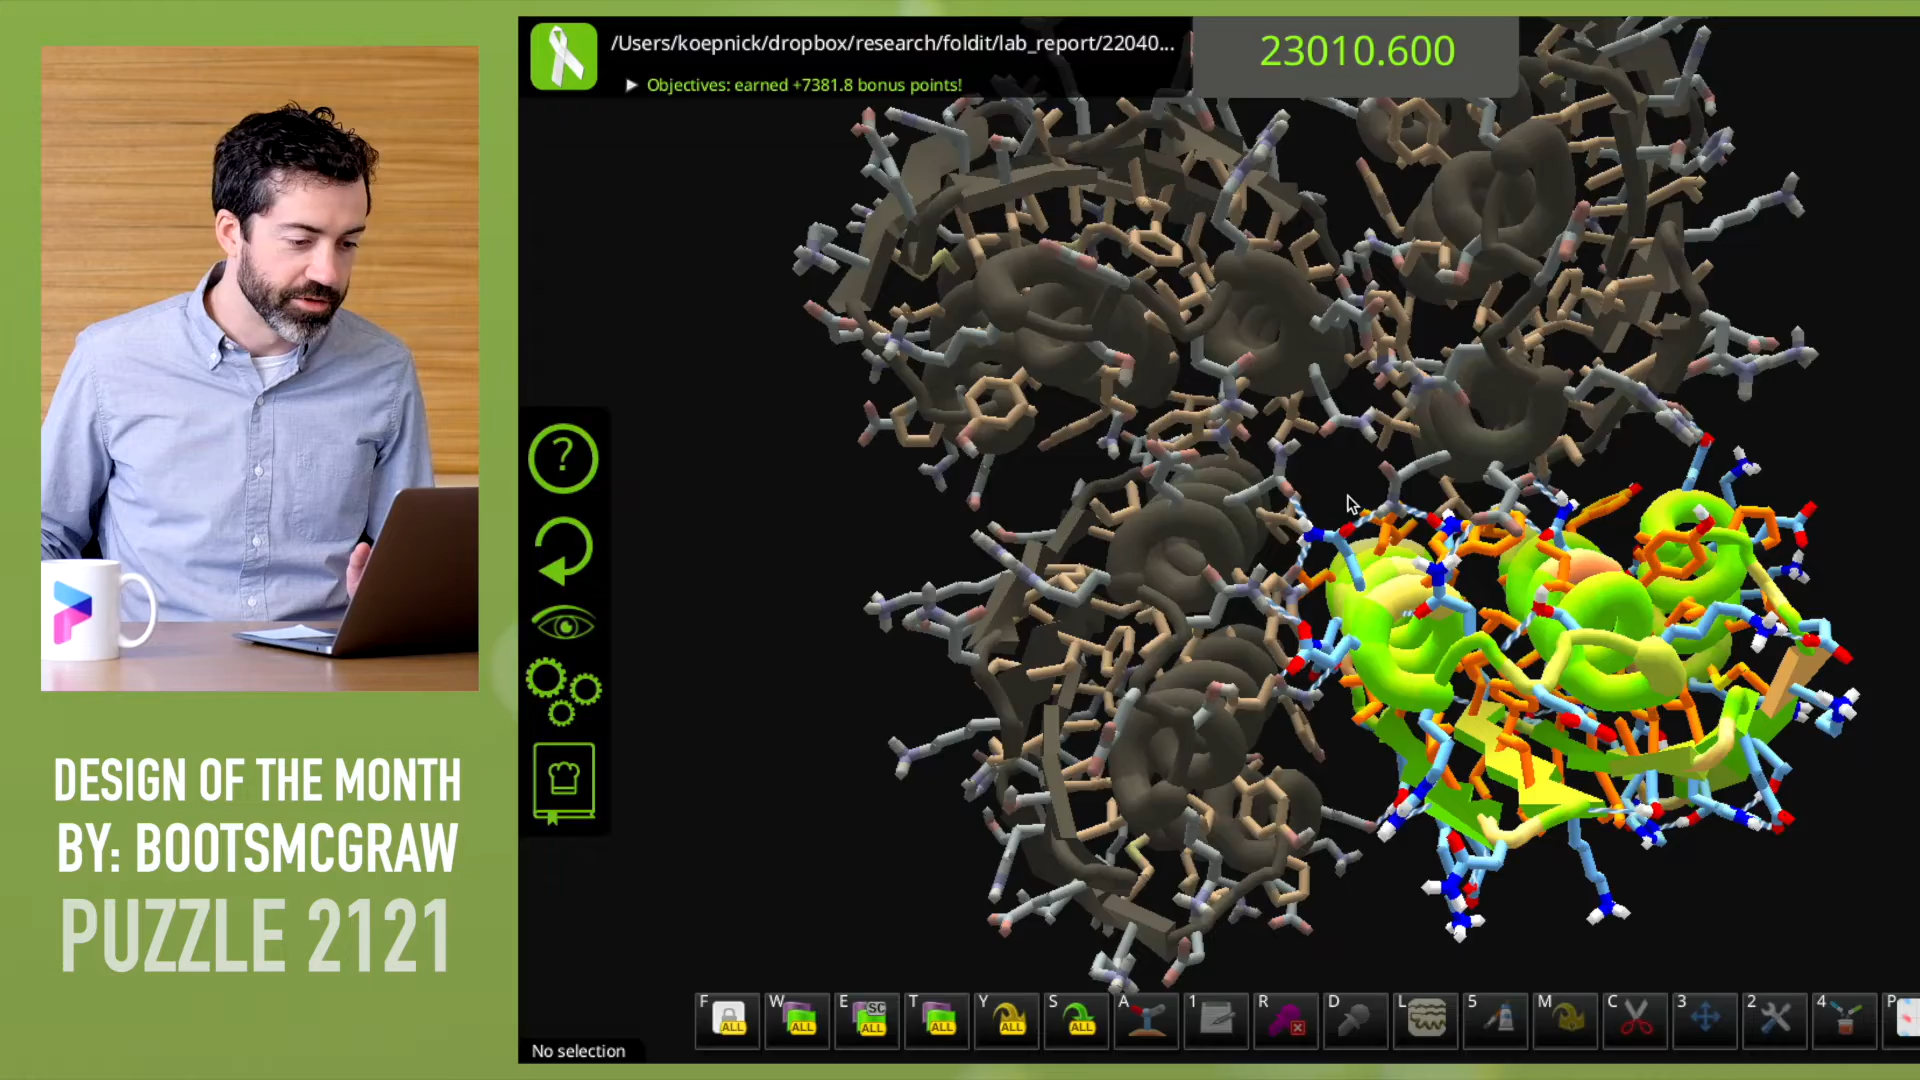 /Users/koepnick/dropbox/research/foldit/lab_report/22040...
23010.600
▶ Objectives: earned +7381.8 bonus points!
?
DESIGN OF THE MONTH
BY: BOOTSMCGRAW
PUZZLE 2121
F W E T Y S A 1 R D L 5 M C 3 2 4 P
SC
ALL ALL ALL ALL ALL ALL
No selection